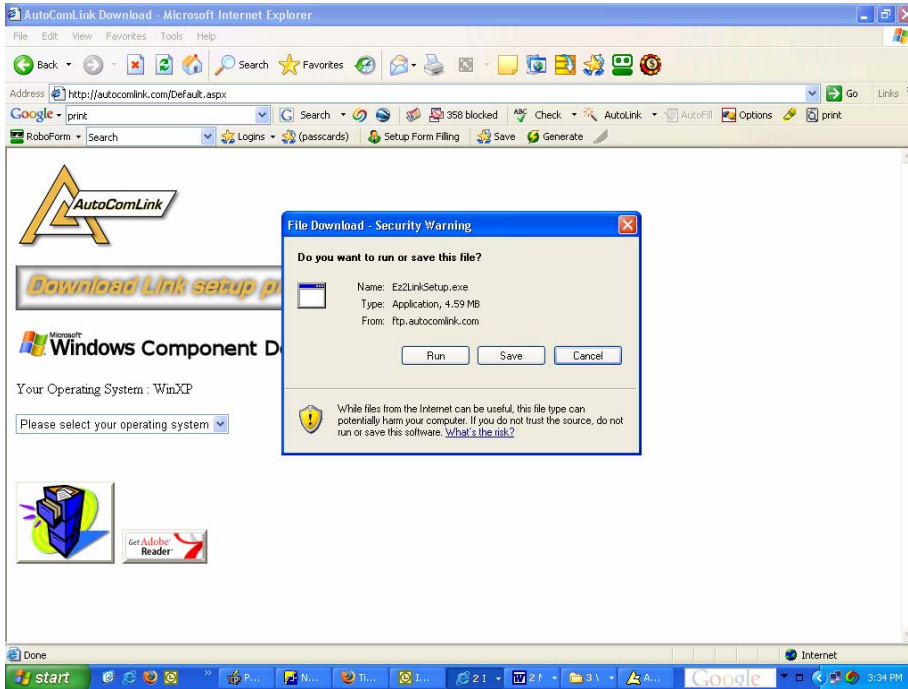 AutoComLink Download - Microsoft Internet Explorer
File Edit View Favorites Tools Help
Back Search Favorites
Address http://autocomlink.com/Default.aspx Go Links
Google print Search 358 blocked Check AutoLink AutoFill Options print
RoboForm Search Logins (passcards) Setup Form Filling Save Generate
AutoComLink
Download Link setup
Microsoft
Windows Component
Your Operating System : WinXP
Please select your operating system
Get Adobe
Reader
File Download - Security Warning
Do you want to run or save this file?
Name: Ez2LinkSetup.exe
Type: Application, 4.59 MB
From: ftp.autocomlink.com
Run Save Cancel
While files from the Internet can be useful, this file type can
potentially harm your computer. If you do not trust the source, do not
run or save this software. What's the risk?
Done Internet
start P... N... Ti... I... 2 I 2 3 \ A... Google 3:34 PM